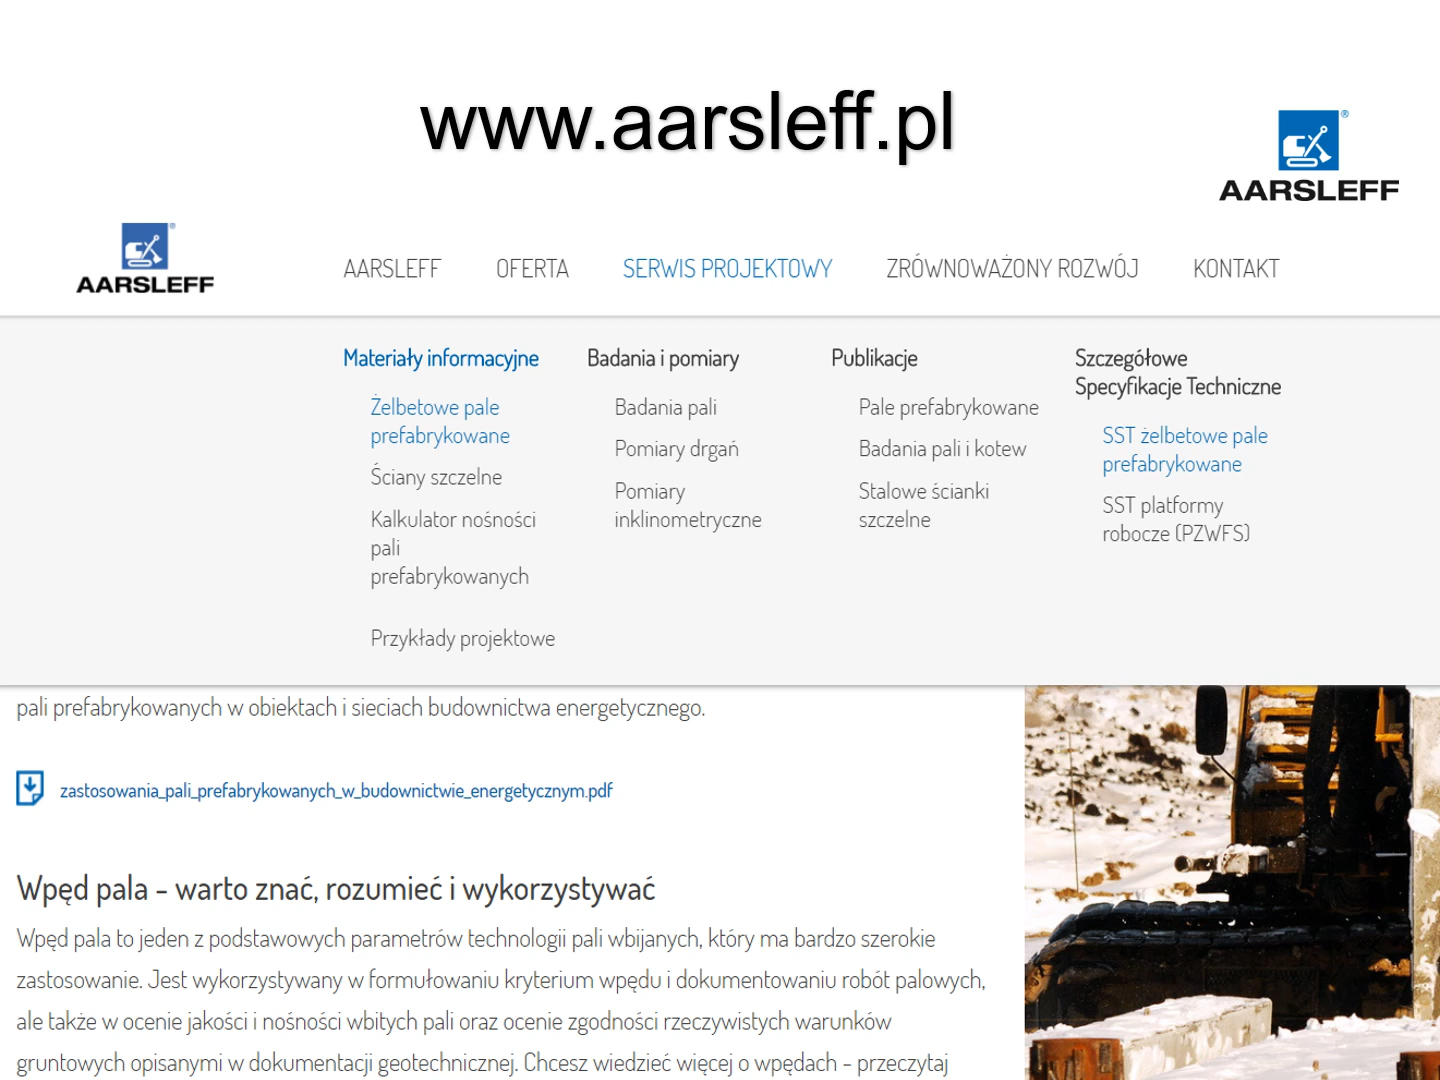 www.aarsleff.pl
®
AARSLEFF
®
AARSLEFF
AARSLEFF OFERTA SERWIS PROJEKTOWY ZRÓWNOWAŻONY ROZWÓJ KONTAKT
Materiały informacyjne
Żelbetowe pale
prefabrykowane
Ściany szczelne
Kalkulator nośności
pali
prefabrykowanych
Przykłady projektowe
Badania i pomiary
Badania pali
Pomiary drgań
Pomiary
inklinometryczne
Publikacje
Pale prefabrykowane
Badania pali i kotew
Stalowe ścianki
szczelne
Szczegółowe
Specyfikacje Techniczne
SST żelbetowe pale
prefabrykowane
SST platformy
robocze (PZWFS)
pali prefabrykowanych w obiektach i sieciach budownictwa energetycznego.
zastosowania_pali_prefabrykowanych_w_budownictwie_energetycznym.pdf
Wpęd pala - warto znać, rozumieć i wykorzystywać
Wpęd pala to jeden z podstawowych parametrów technologii pali wbijanych, który ma bardzo szerokie
zastosowanie. Jest wykorzystywany w formułowaniu kryterium wpędu i dokumentowaniu robót palowych,
ale także w ocenie jakości i nośności wbitych pali oraz ocenie zgodności rzeczywistych warunków
gruntowych opisanymi w dokumentacji geotechnicznej. Chcesz wiedzieć więcej o wpędach - przeczytaj